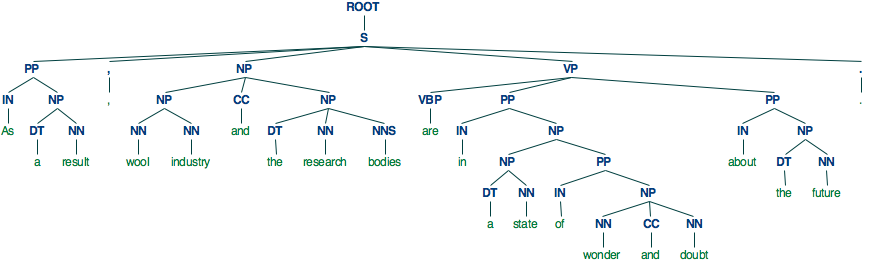 ROOT
S
PP , NP VP .
IN NP NP CC NP VBP PP PP
As DT NN , NN NN and DT NN NNS are IN NP IN NP .
a result wool industry the research bodies in NP PP about DT NN
DT NN IN NP the future
a state of NN CC NN
wonder and doubt